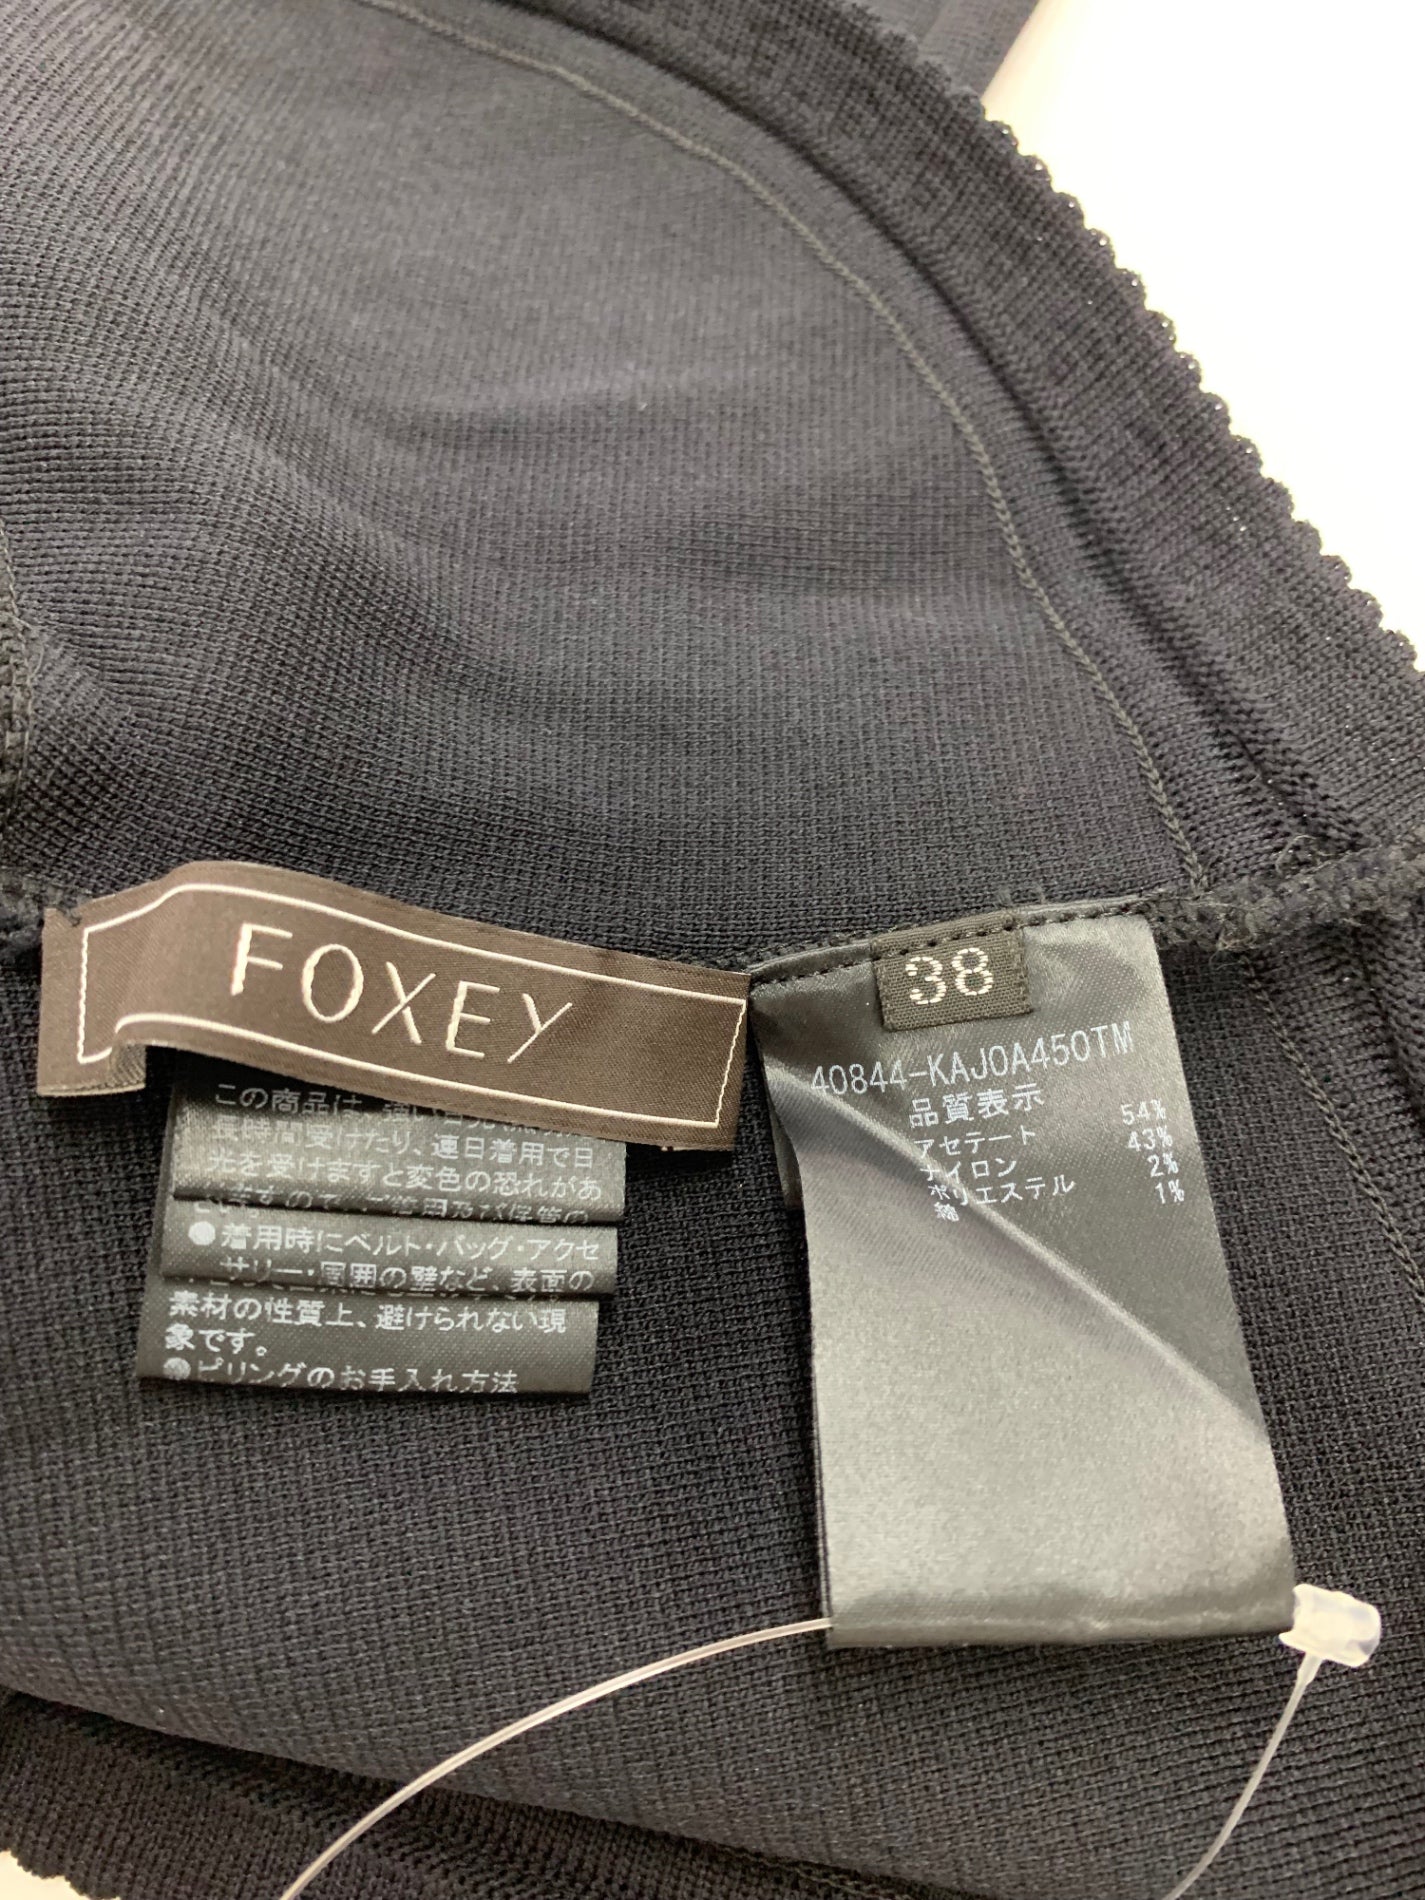 FOXEY
この商品は、
長時間受けたり、連日着用で日
光を受けますと変色の恐れがあ
●着用時にベルト・バッグ・アクセ
サリー・周囲の壁など、表面の
素材の性質上、避けられない現
象です。
●ピリングのお手入れ方法
38
40844-KAJOA450TM
品質表示
アセテート 54%
ナイロン 43%
ポリエステル 2%
綿 1%